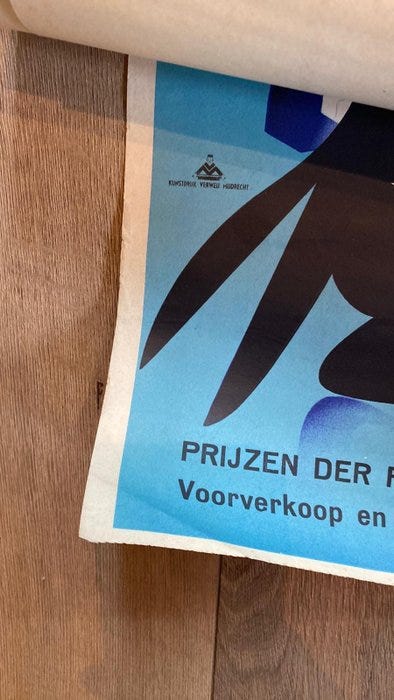 KUNSTDRUK VERWEIJ MIJDRECHT
PRIJZEN DER
Voorverkoop en